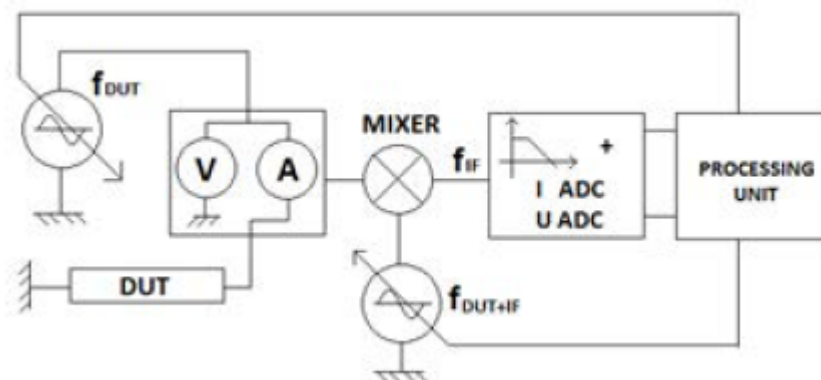 fDUT
V
A
DUT
MIXER
fIF
fDUT+IF
+
I ADC
U ADC
PROCESSING
UNIT